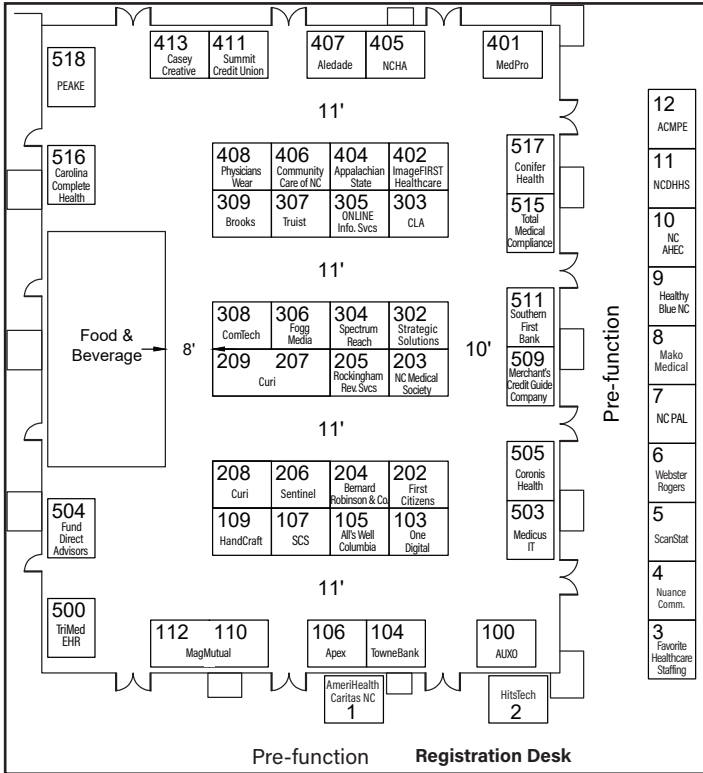 413
Casey
Creative
411
Summit
Credit Union
407
Aledade
405
NCHA
401
MedPro
518
PEAKE
11'
12
ACMPE
408
Physicians
Wear
406
Community
Care of NC
404
Appalachian
State
402
ImageFIRST
Healthcare
517
Conifer
Health
516
Carolina
Complete
Health
11
NCDHHS
309
Brooks
307
Truist
305
ONLINE
Info. Svcs
303
CLA
515
Total
Medical
Compliance
10
NC
AHEC
11'
9
Healthy
Blue NC
308
ComTech
306
Fogg
Media
304
Spectrum
Reach
302
Strategic
Solutions
511
Southern
First
Bank
Food &
Beverage
8'
10'
Pre-function
8
Mako
Medical
209
207
Curi
205
Rockingham
Rev. Svcs
203
NC Medical
Society
509
Merchant's
Credit Guide
Company
7
NC PAL
11'
208
Curi
206
Sentinel
204
Bernard
Robinson & Co.
202
First
Citizens
505
Coronis
Health
6
Webster
Rogers
504
Fund
Direct
Advisors
109
HandCraft
107
SCS
105
All's Well
Columbia
103
One
Digital
503
Medicus
IT
5
ScanStat
11'
4
Nuance
Comm.
500
TriMed
EHR
112
110
MagMutual
106
Apex
104
TowneBank
100
AUXO
3
Favorite
Healthcare
Staffing
AmeriHealth
Caritas NC
1
HitsTech
2
Pre-function
Registration Desk